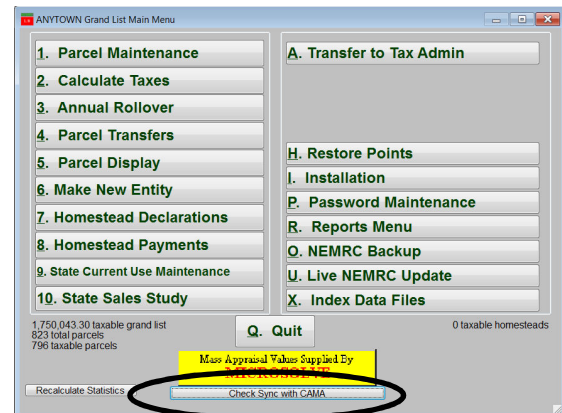 ANYTOWN Grand List Main Menu
1. Parcel Maintenance
2. Calculate Taxes
3. Annual Rollover
4. Parcel Transfers
5. Parcel Display
6. Make New Entity
7. Homestead Declarations
8. Homestead Payments
9. State Current Use Maintenance
10. State Sales Study
A. Transfer to Tax Admin
H. Restore Points
I. Installation
P. Password Maintenance
R. Reports Menu
O. NEMRC Backup
U. Live NEMRC Update
X. Index Data Files
1,750,043.30 taxable grand list
823 total parcels
796 taxable parcels
Q. Quit
0 taxable homesteads
Mass Appraisal Values Supplied By
MICROSOLVE
Recalculate Statistics
Check Sync with CAMA